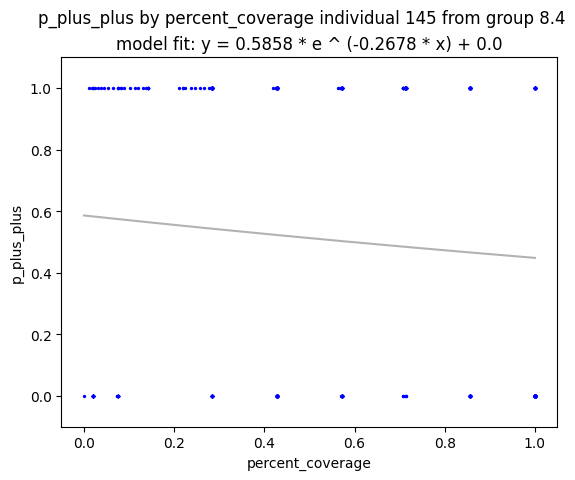 p_plus_plus by percent_coverage individual 145 from group 8.4
model fit: y = 0.5858 * e ^ (-0.2678 * x) + 0.0
1.0
0.8
0.6
0.4
0.2
0.0
p_plus_plus
0.0 0.2 0.4 0.6 0.8 1.0
percent_coverage